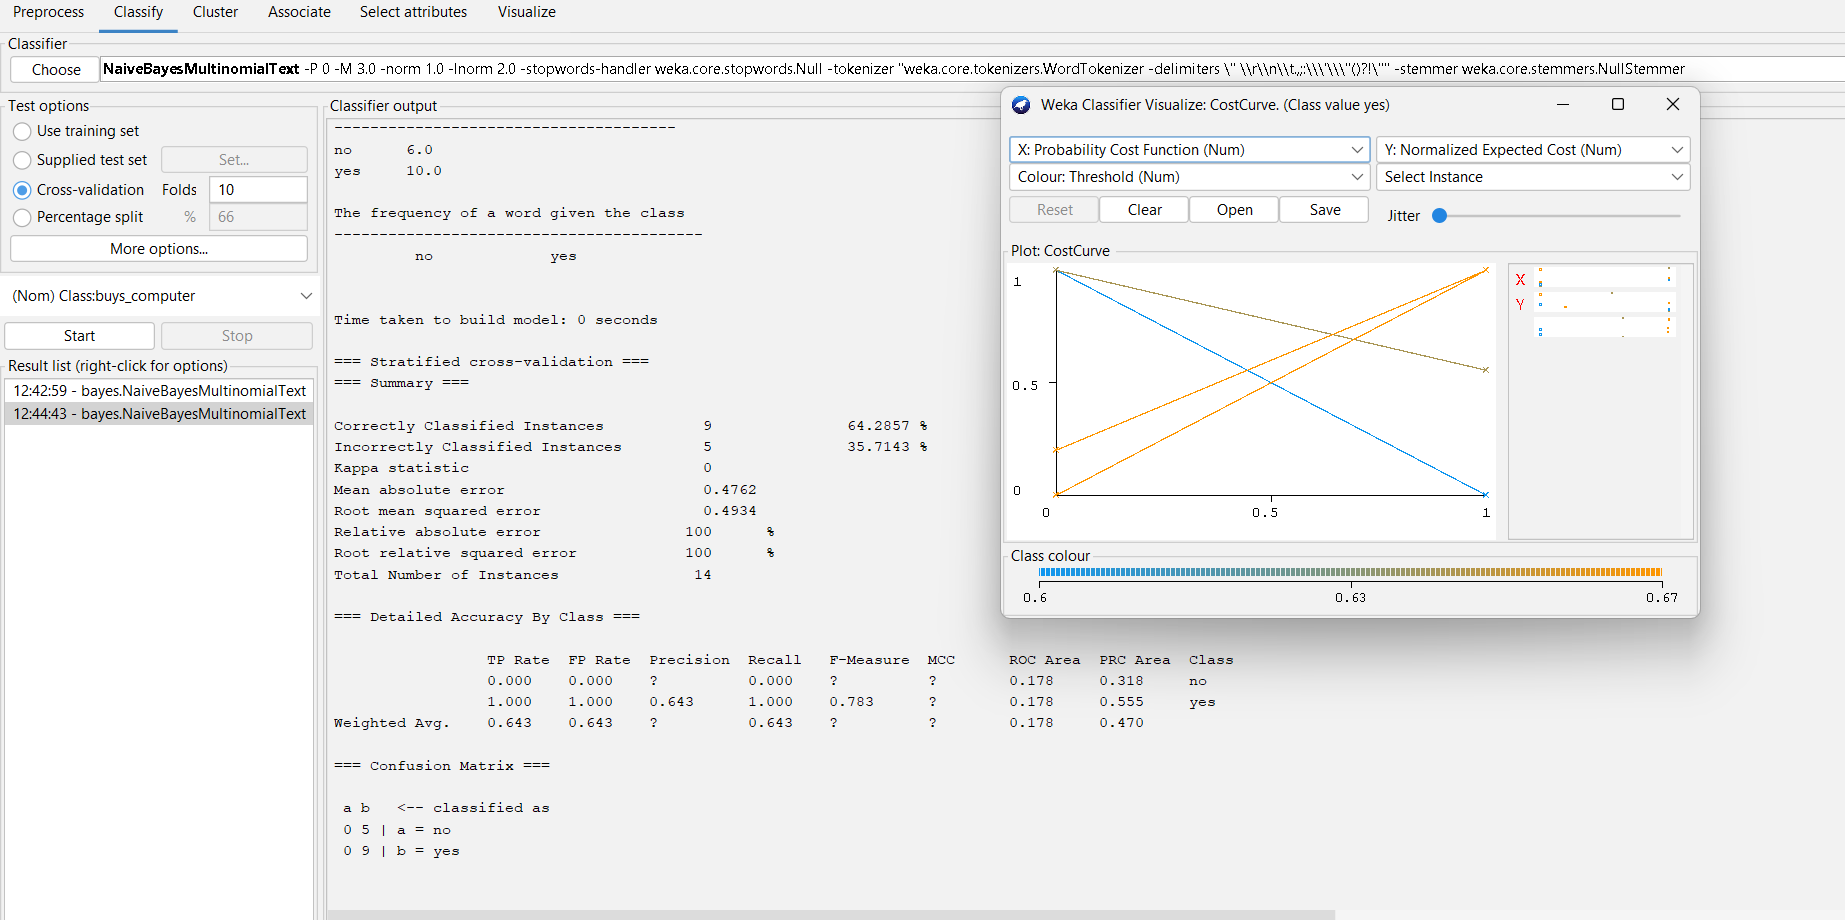 Preprocess Classify Cluster Associate Select attributes Visualize
Classifier
Choose NaiveBayesMultinomialText -P 0 -M 3.0 -norm 1.0 -lnorm 2.0 -stopwords-handler weka.core.stopwords.Null -tokenizer "weka.core.tokenizers.WordTokenizer -delimiters \" \\r\\n\\t.,;:\\\'\\\"()?!\"" -stemmer weka.core.stemmers.NullStemmer
Test options
Use training set
Supplied test set Set...
Cross-validation Folds 10
Percentage split % 66
More options...
(Nom) Class:buys_computer
Start Stop
Result list (right-click for options)
12:42:59 - bayes.NaiveBayesMultinomialText
12:44:43 - bayes.NaiveBayesMultinomialText
Classifier output
--------------------------------------
no 6.0
yes 10.0
The frequency of a word given the class
-----------------------------------------
no yes
Time taken to build model: 0 seconds
=== Stratified cross-validation ===
=== Summary ===
Correctly Classified Instances 9 64.2857 %
Incorrectly Classified Instances 5 35.7143 %
Kappa statistic 0
Mean absolute error 0.4762
Root mean squared error 0.4934
Relative absolute error 100 %
Root relative squared error 100 %
Total Number of Instances 14
=== Detailed Accuracy By Class ===
TP Rate FP Rate Precision Recall F-Measure MCC ROC Area PRC Area Class
0.000 0.000 ? 0.000 ? ? 0.178 0.318 no
1.000 1.000 0.643 1.000 0.783 ? 0.178 0.555 yes
Weighted Avg. 0.643 0.643 ? 0.643 ? ? 0.178 0.470
=== Confusion Matrix ===
a b <-- classified as
0 5 | a = no
0 9 | b = yes
Weka Classifier Visualize: CostCurve. (Class value yes)
X: Probability Cost Function (Num) Y: Normalized Expected Cost (Num)
Colour: Threshold (Num) Select Instance
Reset Clear Open Save Jitter
Plot: CostCurve
1
0.5
0
0 0.5 1
X
Y
Class colour
0.6 0.63 0.67